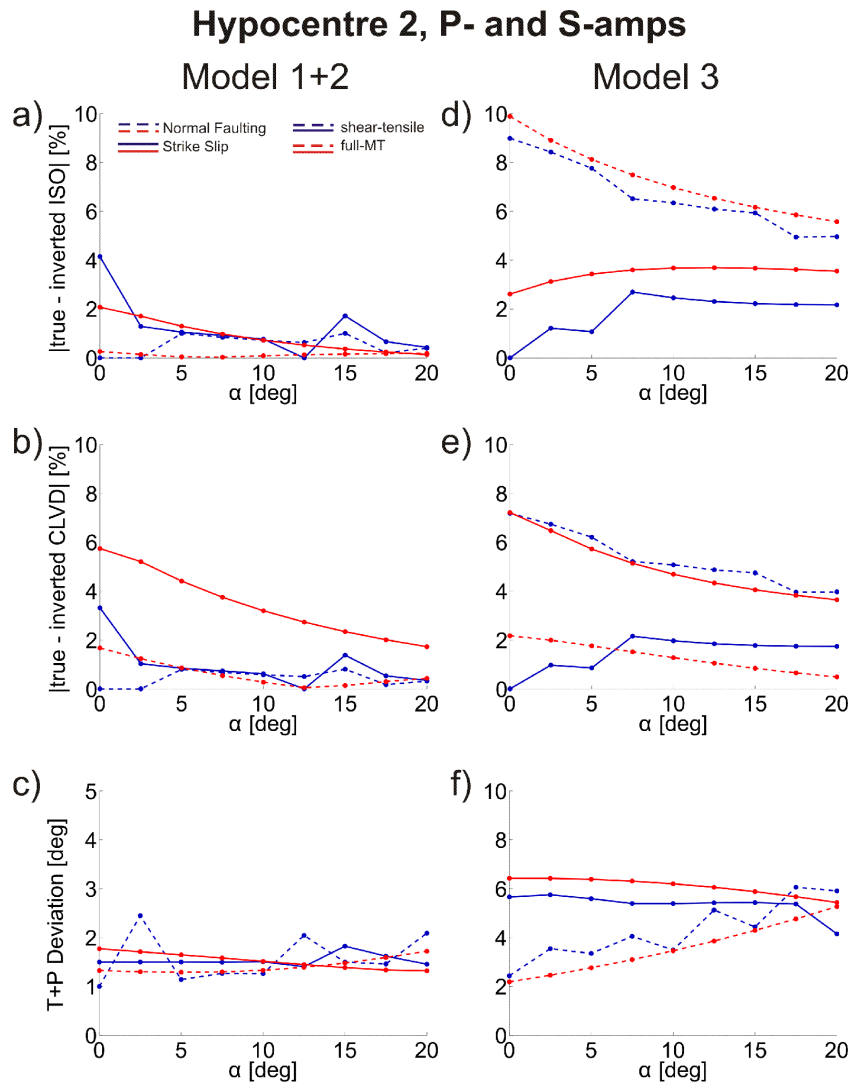 Hypocentre 2, P- and S-amps
Model 1+2
Model 3
a)
|true - inverted ISO| [%]
10
8
6
4
2
0
Normal Faulting
Strike Slip
shear-tensile
full-MT
0 5 10 15 20
α [deg]
d)
10
8
6
4
2
0
0 5 10 15 20
α [deg]
b)
|true - inverted CLVD| [%]
10
8
6
4
2
0
0 5 10 15 20
α [deg]
e)
10
8
6
4
2
0
0 5 10 15 20
α [deg]
c)
T+P Deviation [deg]
5
4
3
2
1
0
0 5 10 15 20
α [deg]
f)
10
8
6
4
2
0
0 5 10 15 20
α [deg]